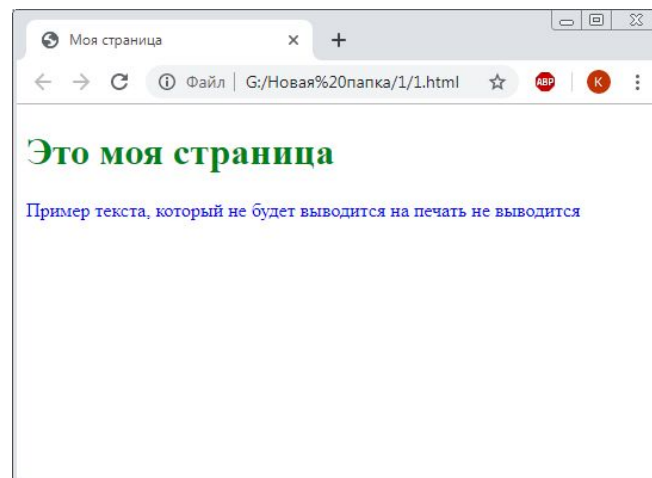 Моя страница
Файл | G:/Новая%20папка/1/1.html
ABP
К
Это моя страница
Пример текста, который не будет выводится на печать не выводится